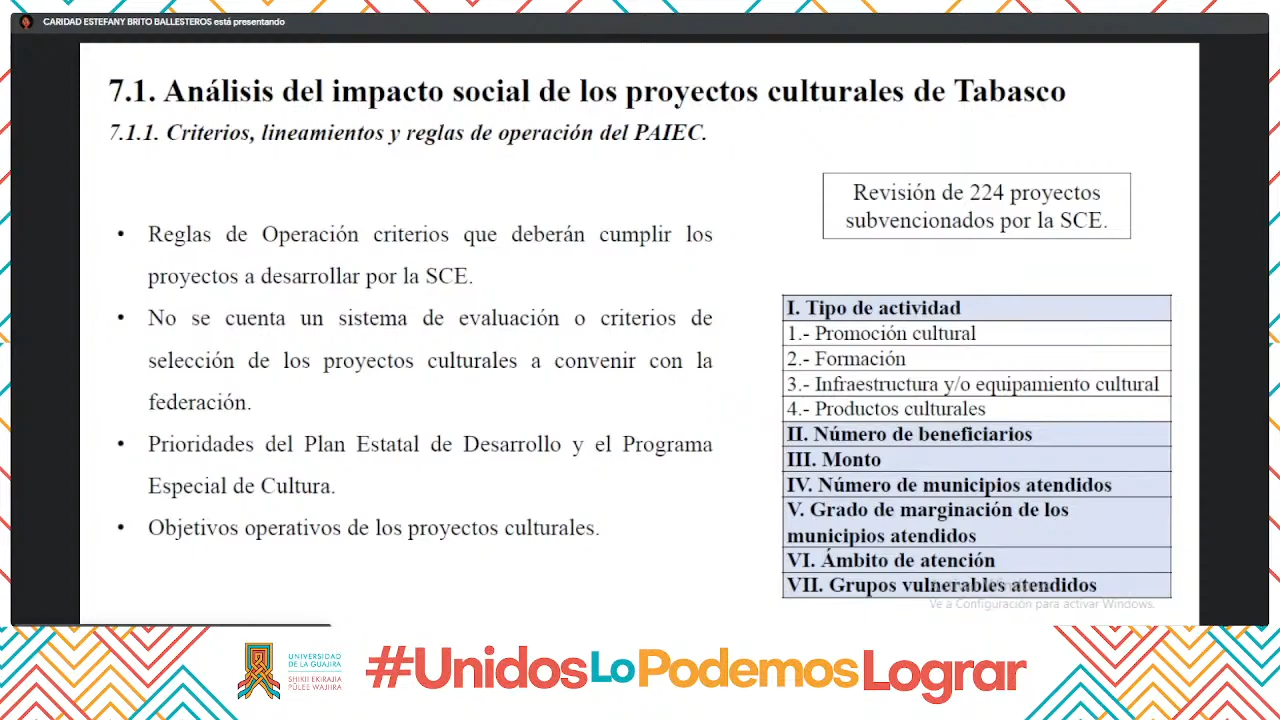 CARIDAD ESTEFANY BRITO BALLESTEROS está presentando
7.1. Análisis del impacto social de los proyectos culturales de Tabasco
7.1.1. Criterios, lineamientos y reglas de operación del PAIEC.
Revisión de 224 proyectos
subvencionados por la SCE.
• Reglas de Operación criterios que deberán cumplir los
proyectos a desarrollar por la SCE.
• No se cuenta un sistema de evaluación o criterios de
selección de los proyectos culturales a convenir con la
federación.
• Prioridades del Plan Estatal de Desarrollo y el Programa
Especial de Cultura.
• Objetivos operativos de los proyectos culturales.
I. Tipo de actividad
1.- Promoción cultural
2.- Formación
3.- Infraestructura y/o equipamiento cultural
4.- Productos culturales
II. Número de beneficiarios
III. Monto
IV. Número de municipios atendidos
V. Grado de marginación de los
municipios atendidos
VI. Ámbito de atención
VII. Grupos vulnerables atendidos
Ve a Configuración para activar Windows.
UNIVERSIDAD
DE LA GUAJIRA
SHIKII EKIRAJIA
PÜLEE WAJIIRA
#UnidosLoPodemosLograr